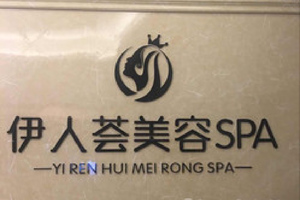 伊人荟美容SPA
—YI REN HUI MEI RONG SPA—